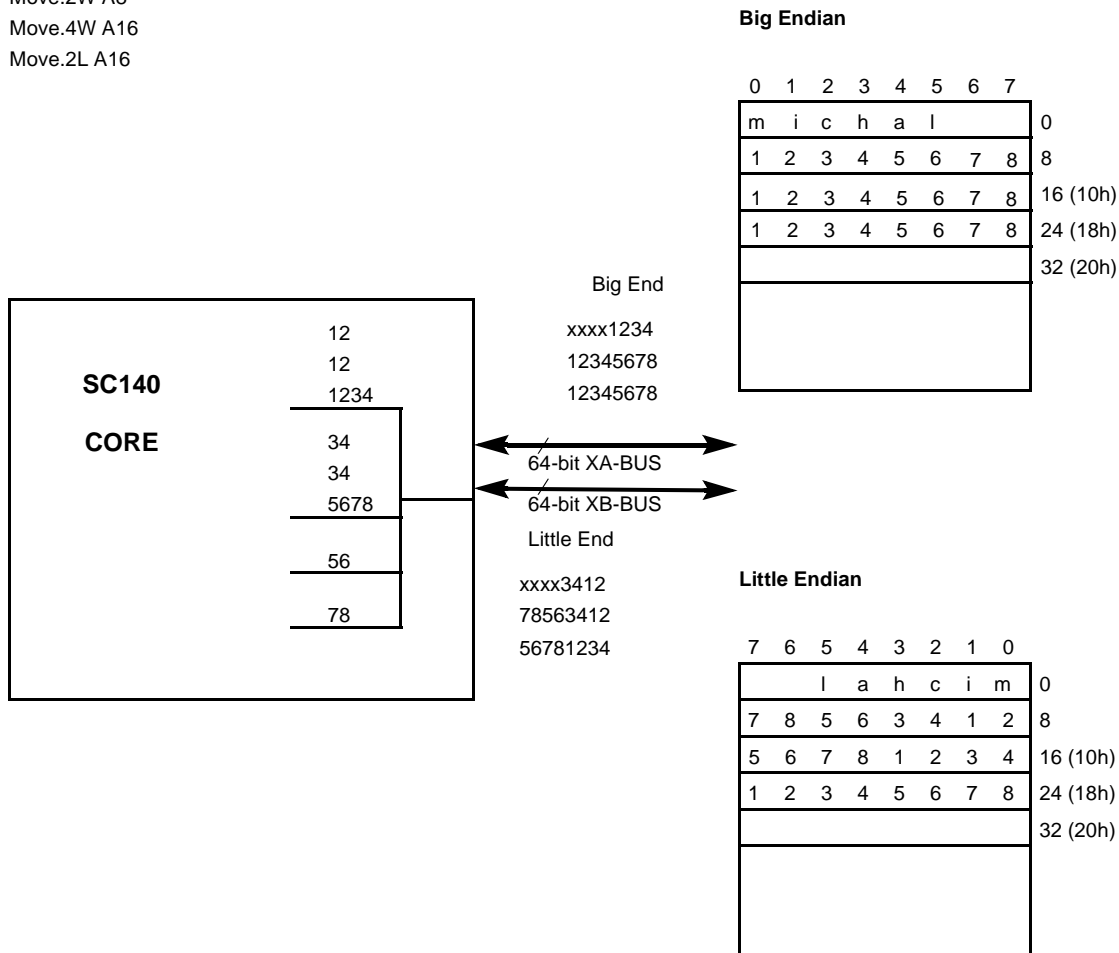 Move.2W A8
Move.4W A16
Move.2L A16
Big Endian
0 1 2 3 4 5 6 7
m i c h a l 0
1 2 3 4 5 6 7 8 8
1 2 3 4 5 6 7 8 16 (10h)
1 2 3 4 5 6 7 8 24 (18h)
32 (20h)
Big End
xxxx1234
12345678
12345678
SC140
CORE
12
12
1234
34
34
5678
56
78
64-bit XA-BUS
64-bit XB-BUS
Little End
xxxx3412
78563412
56781234
Little Endian
7 6 5 4 3 2 1 0
l a h c i m 0
7 8 5 6 3 4 1 2 8
5 6 7 8 1 2 3 4 16 (10h)
1 2 3 4 5 6 7 8 24 (18h)
32 (20h)